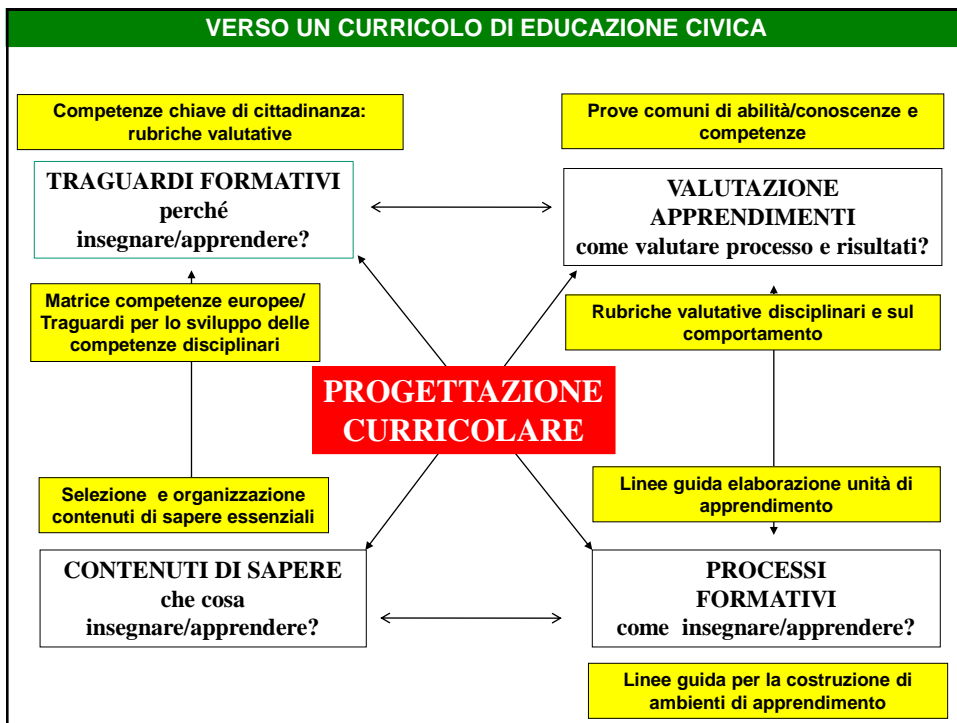 VERSO UN CURRICOLO DI EDUCAZIONE CIVICA
Competenze chiave di cittadinanza:
rubriche valutative
Prove comuni di abilità/conoscenze e
competenze
TRAGUARDI FORMATIVI
perché
insegnare/apprendere?
VALUTAZIONE
APPRENDIMENTI
come valutare processo e risultati?
Matrice competenze europee/
Traguardi per lo sviluppo delle
competenze disciplinari
Rubriche valutative disciplinari e sul
comportamento
PROGETTAZIONE
CURRICOLARE
Selezione e organizzazione
contenuti di sapere essenziali
Linee guida elaborazione unità di
apprendimento
CONTENUTI DI SAPERE
che cosa
insegnare/apprendere?
PROCESSI
FORMATIVI
come insegnare/apprendere?
Linee guida per la costruzione di
ambienti di apprendimento